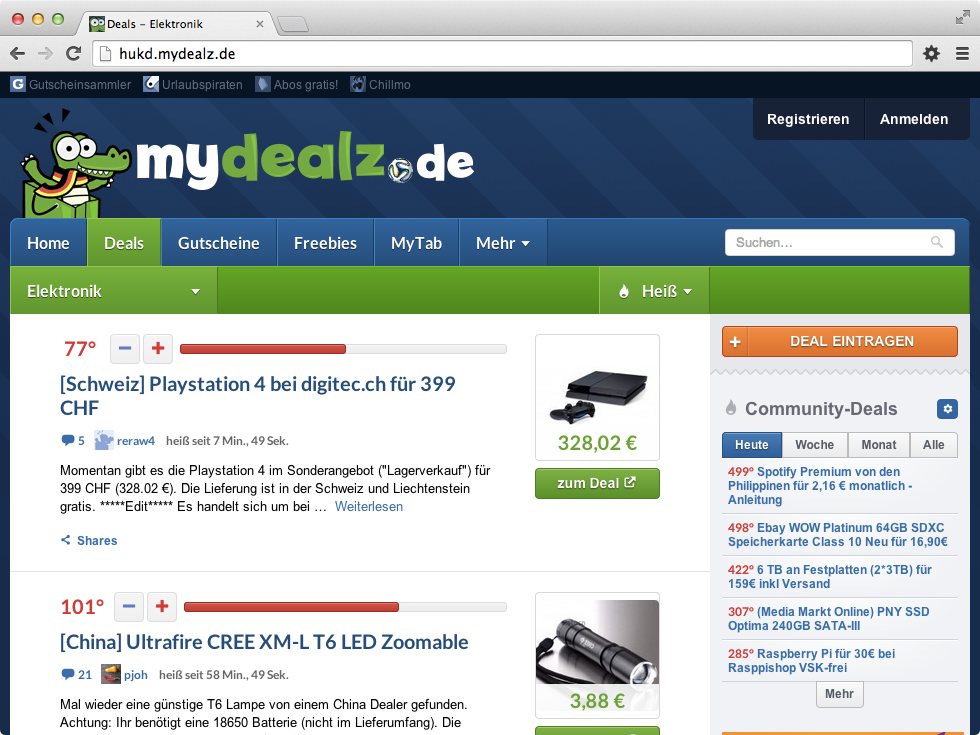 Deals – Elektronik
hukd.mydealz.de
Gutscheinsammler Urlaubspiraten Abos gratis! Chillmo
Registrieren Anmelden
mydealz.de
Home Deals Gutscheine Freebies MyTab Mehr Suchen...
Elektronik Heiß
77°
[Schweiz] Playstation 4 bei digitec.ch für 399
CHF
5 reraw4 heiß seit 7 Min., 49 Sek.
Momentan gibt es die Playstation 4 im Sonderangebot ("Lagerverkauf") für
399 CHF (328.02 €). Die Lieferung ist in der Schweiz und Liechtenstein
gratis. *****Edit***** Es handelt sich um bei … Weiterlesen
Shares
328,02 €
zum Deal
101°
[China] Ultrafire CREE XM-L T6 LED Zoomable
21 pjoh heiß seit 58 Min., 49 Sek.
Mal wieder eine günstige T6 Lampe von einem China Dealer gefunden.
Achtung: Ihr benötigt eine 18650 Batterie (nicht im Lieferumfang). Die
3,88 €
DEAL EINTRAGEN
Community-Deals
Heute Woche Monat Alle
499° Spotify Premium von den
Philippinen für 2,16 € monatlich -
Anleitung
498° Ebay WOW Platinum 64GB SDXC
Speicherkarte Class 10 Neu für 16,90€
422° 6 TB an Festplatten (2*3TB) für
159€ inkl Versand
307° (Media Markt Online) PNY SSD
Optima 240GB SATA-III
285° Raspberry Pi für 30€ bei
Rasppishop VSK-frei
Mehr